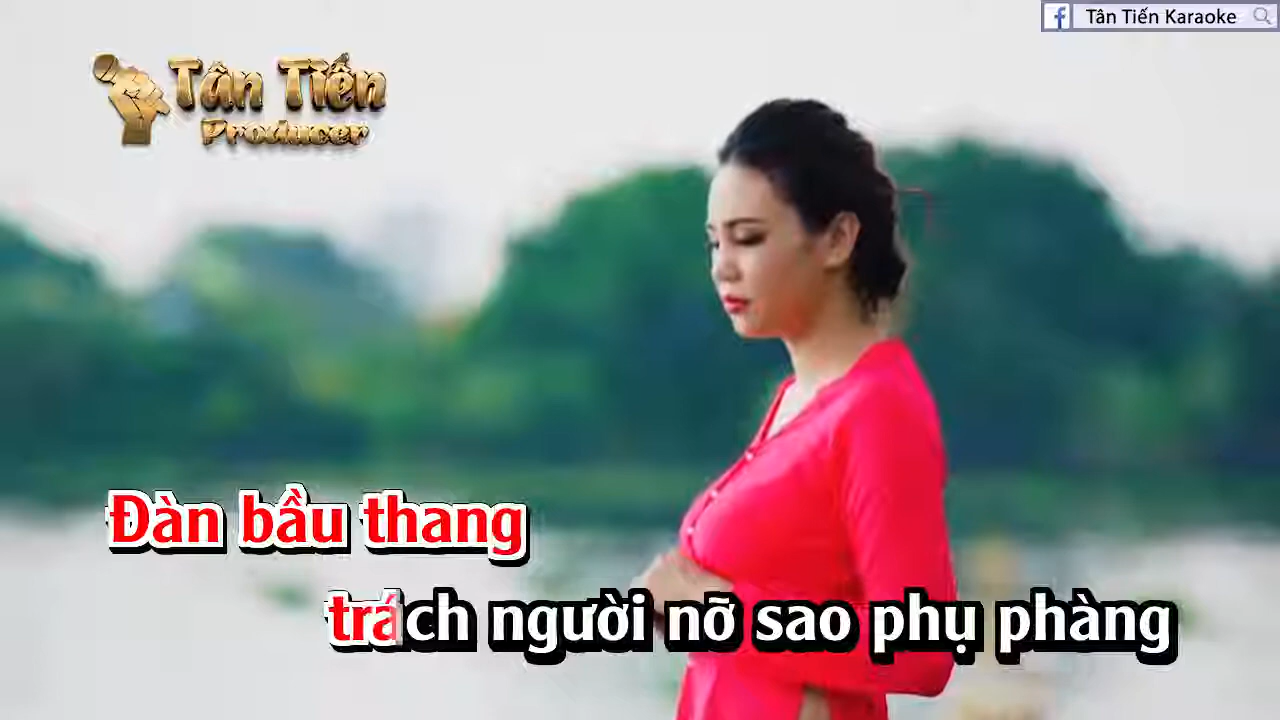 Tân Tiến Karaoke
Tân Tiến
Producer
Đàn bầu thang
trách người nỡ sao phụ phàng